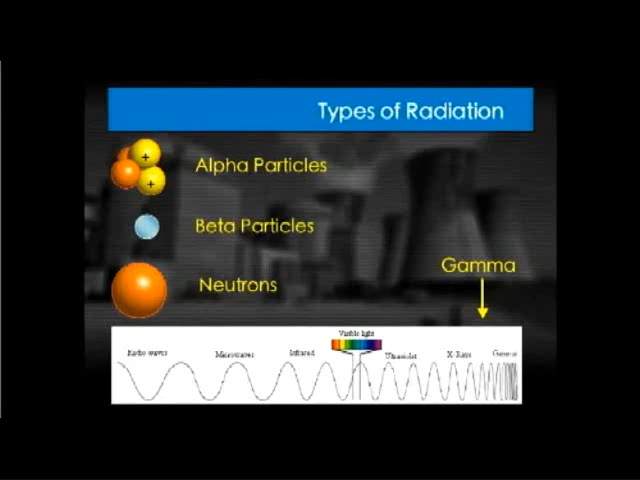 Types of Radiation
+
+
Alpha Particles
Beta Particles
Neutrons
Gamma
Visible light
Radio waves Microwaves Infrared Ultraviolet X-Rays Gamma